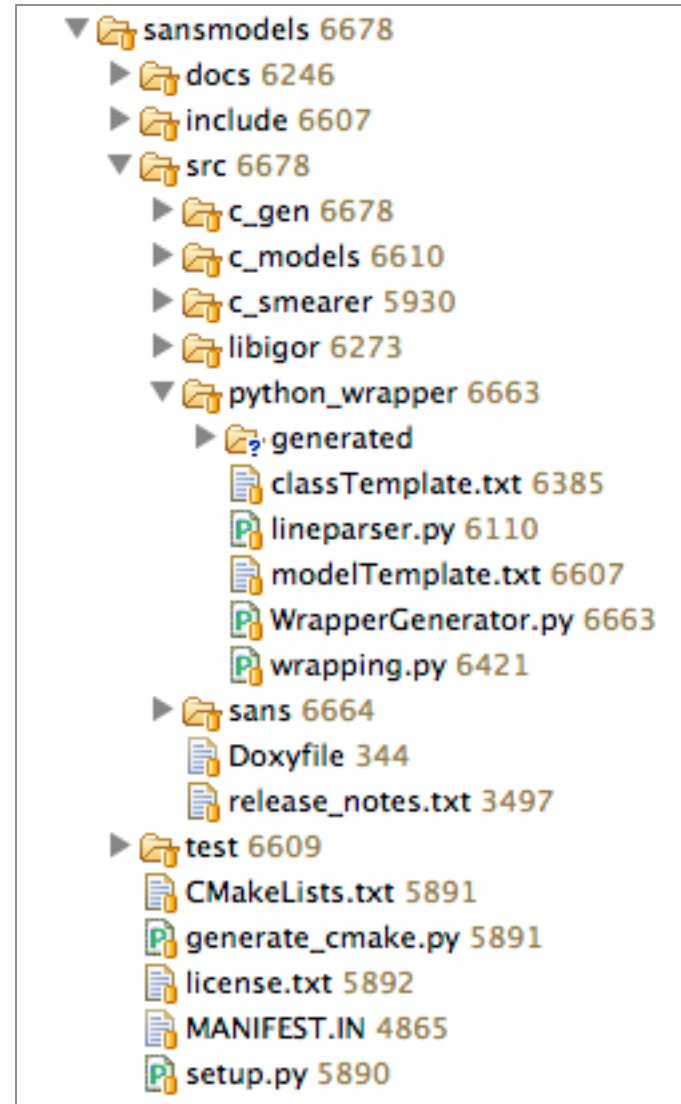 sansmodels 6678
docs 6246
include 6607
src 6678
c_gen 6678
c_models 6610
c_smearer 5930
libigor 6273
python_wrapper 6663
generated
classTemplate.txt 6385
lineparser.py 6110
modelTemplate.txt 6607
WrapperGenerator.py 6663
wrapping.py 6421
sans 6664
Doxyfile 344
release_notes.txt 3497
test 6609
CMakeLists.txt 5891
generate_cmake.py 5891
license.txt 5892
MANIFEST.IN 4865
setup.py 5890